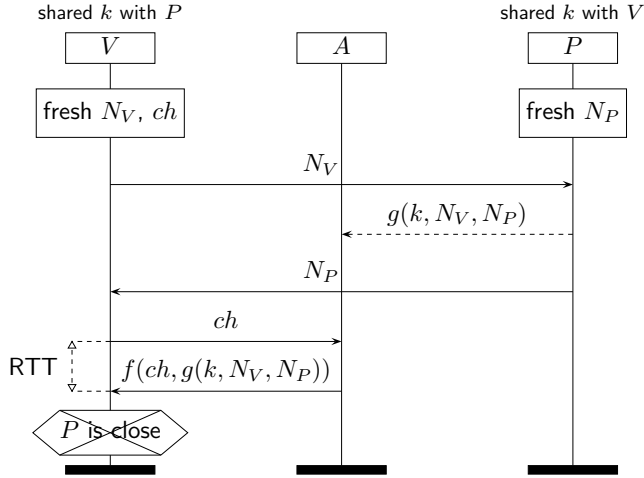 shared k with P
shared k with V
V
A
P
fresh N_V, ch
fresh N_P
N_V
g(k, N_V, N_P)
N_P
ch
RTT
f(ch, g(k, N_V, N_P))
P is close